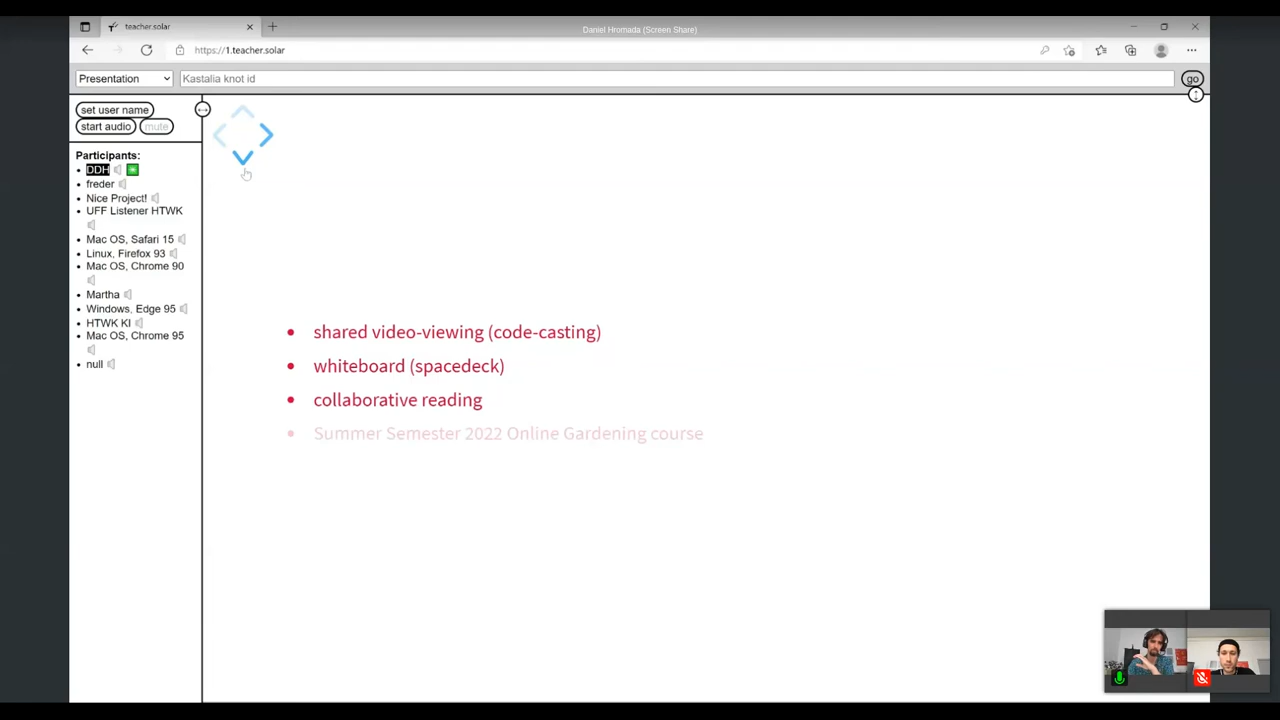 teacher.solar
Daniel Hromada (Screen Share)
https://1.teacher.solar
Presentation
Kastalia knot id
go
set user name
start audio
mute
Participants:
DDH
freder
Nice Project!
UFF Listener HTWK
Mac OS, Safari 15
Linux, Firefox 93
Mac OS, Chrome 90
Martha
Windows, Edge 95
HTWK KI
Mac OS, Chrome 95
null
shared video-viewing (code-casting)
whiteboard (spacedeck)
collaborative reading
Summer Semester 2022 Online Gardening course